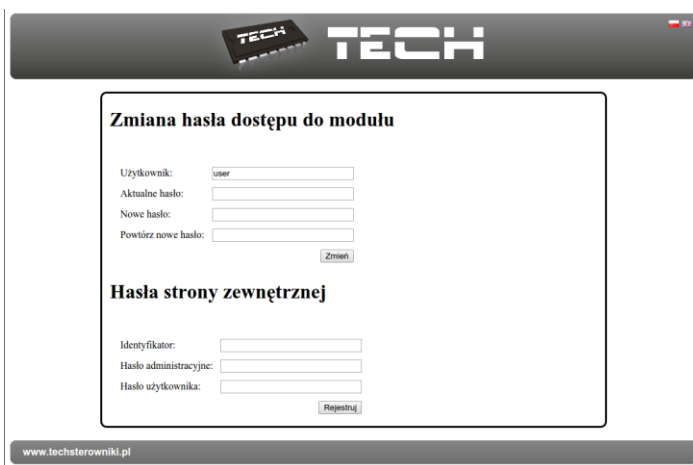 TECH TECH
Zmiana hasła dostępu do modułu
Użytkownik: user
Aktualne hasło:
Nowe hasło:
Powtórz nowe hasło:
Zmień
Hasła strony zewnętrznej
Identyfikator:
Hasło administracyjne:
Hasło użytkownika:
Rejestruj
www.techsterowniki.pl